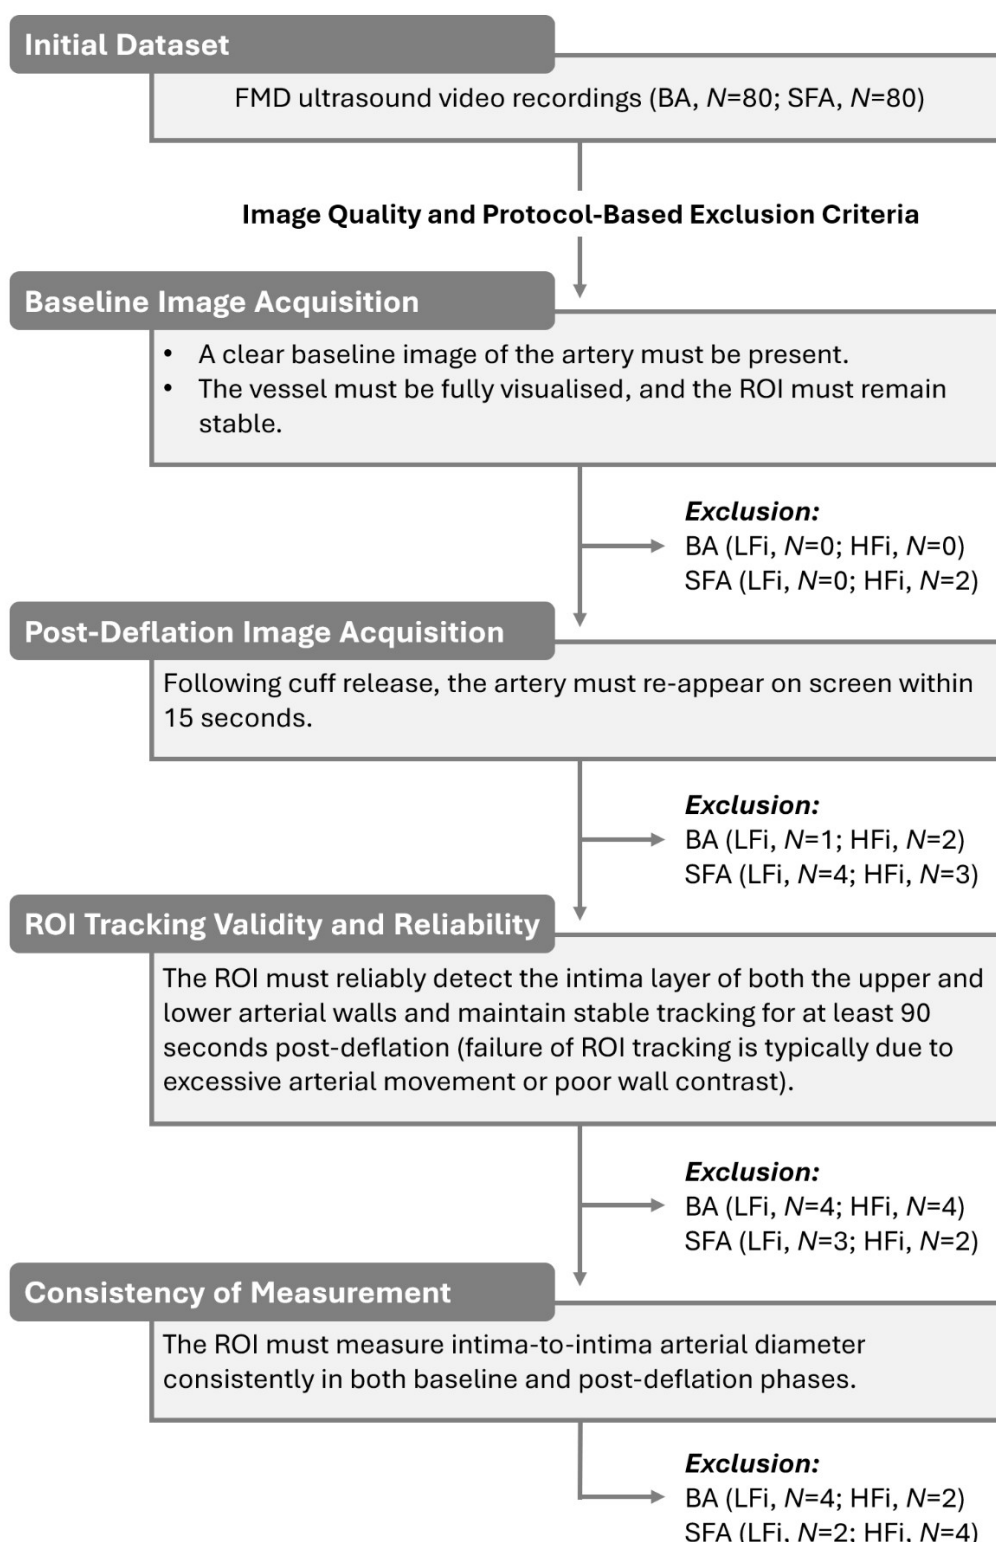 Initial Dataset
FMD ultrasound video recordings (BA, N=80; SFA, N=80)
Image Quality and Protocol-Based Exclusion Criteria
Baseline Image Acquisition
• A clear baseline image of the artery must be present.
• The vessel must be fully visualised, and the ROI must remain
stable.
Exclusion:
BA (LFi, N=0; HFi, N=0)
SFA (LFi, N=0; HFi, N=2)
Post-Deflation Image Acquisition
Following cuff release, the artery must re-appear on screen within
15 seconds.
Exclusion:
BA (LFi, N=1; HFi, N=2)
SFA (LFi, N=4; HFi, N=3)
ROI Tracking Validity and Reliability
The ROI must reliably detect the intima layer of both the upper and
lower arterial walls and maintain stable tracking for at least 90
seconds post-deflation (failure of ROI tracking is typically due to
excessive arterial movement or poor wall contrast).
Exclusion:
BA (LFi, N=4; HFi, N=4)
SFA (LFi, N=3; HFi, N=2)
Consistency of Measurement
The ROI must measure intima-to-intima arterial diameter
consistently in both baseline and post-deflation phases.
Exclusion:
BA (LFi, N=4; HFi, N=2)
SFA (LFi, N=2; HFi, N=4)